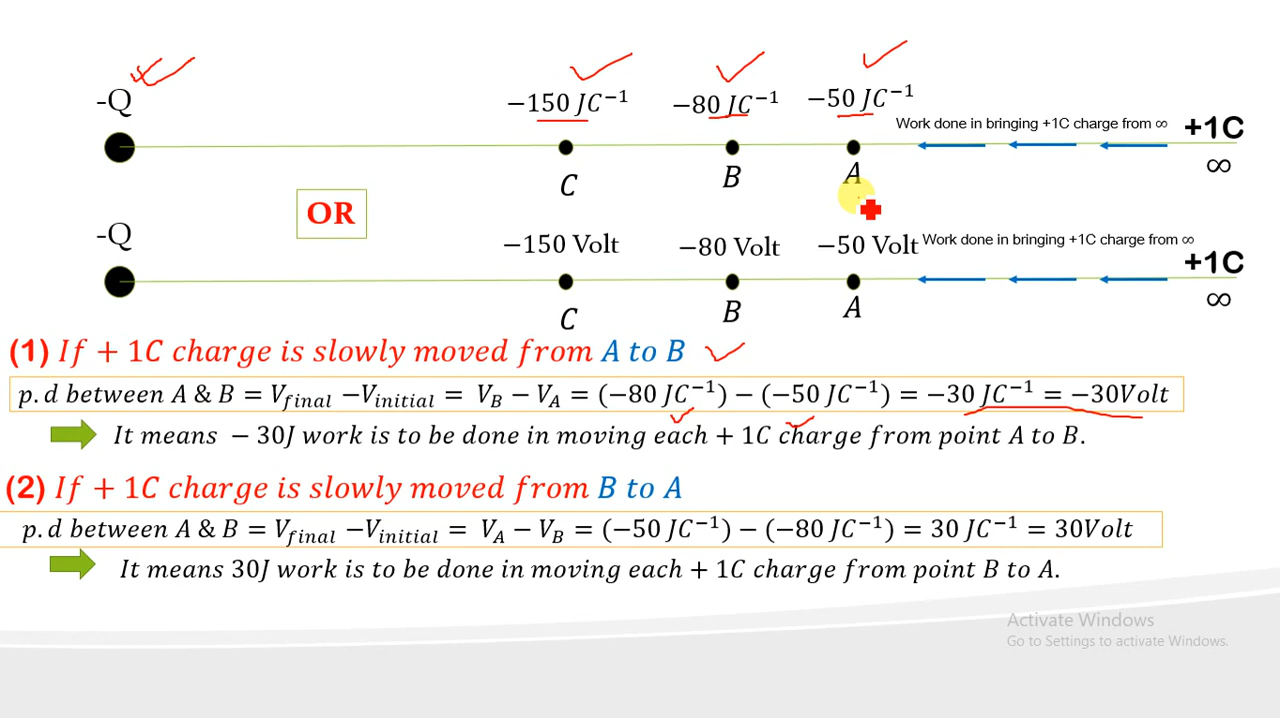 -Q
−150 JC⁻¹ −80 JC⁻¹ −50 JC⁻¹
Work done in bringing +1C charge from ∞ +1C
C B A ∞
OR
-Q
−150 Volt −80 Volt −50 Volt Work done in bringing +1C charge from ∞
+1C
C B A ∞
(1) If + 1C charge is slowly moved from A to B
p.d between A & B = V_final − V_initial = V_B − V_A = (−80 JC⁻¹) − (−50 JC⁻¹) = −30 JC⁻¹ = −30Volt
It means − 30J work is to be done in moving each + 1C charge from point A to B.
(2) If + 1C charge is slowly moved from B to A
p.d between A & B = V_final − V_initial = V_A − V_B = (−50 JC⁻¹) − (−80 JC⁻¹) = 30 JC⁻¹ = 30Volt
It means 30J work is to be done in moving each + 1C charge from point B to A.
Activate Windows
Go to Settings to activate Windows.